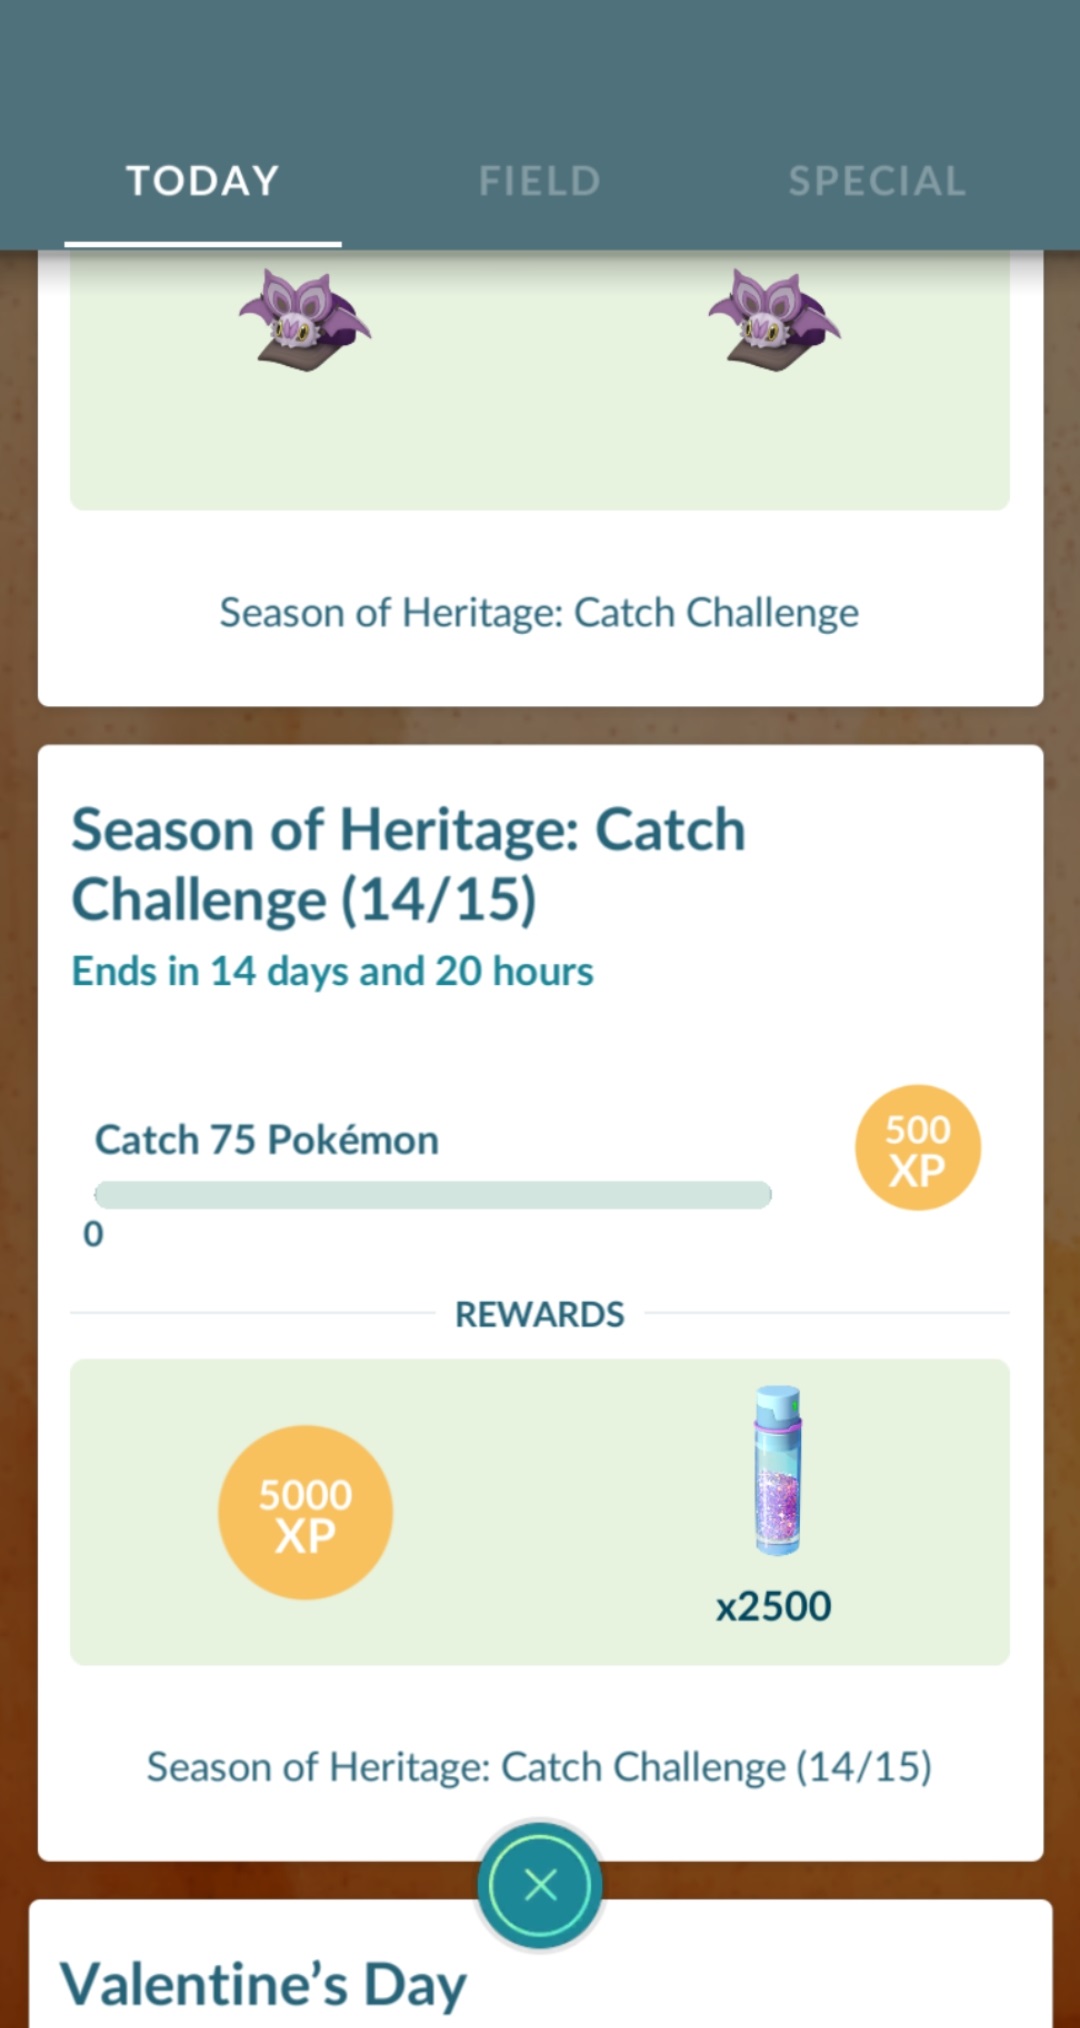 TODAY
FIELD
SPECIAL
Season of Heritage: Catch Challenge
Season of Heritage: Catch
Challenge (14/15)
Ends in 14 days and 20 hours
Catch 75 Pokémon
500
XP
0
REWARDS
5000
XP
x2500
Season of Heritage: Catch Challenge (14/15)
Valentine’s Day